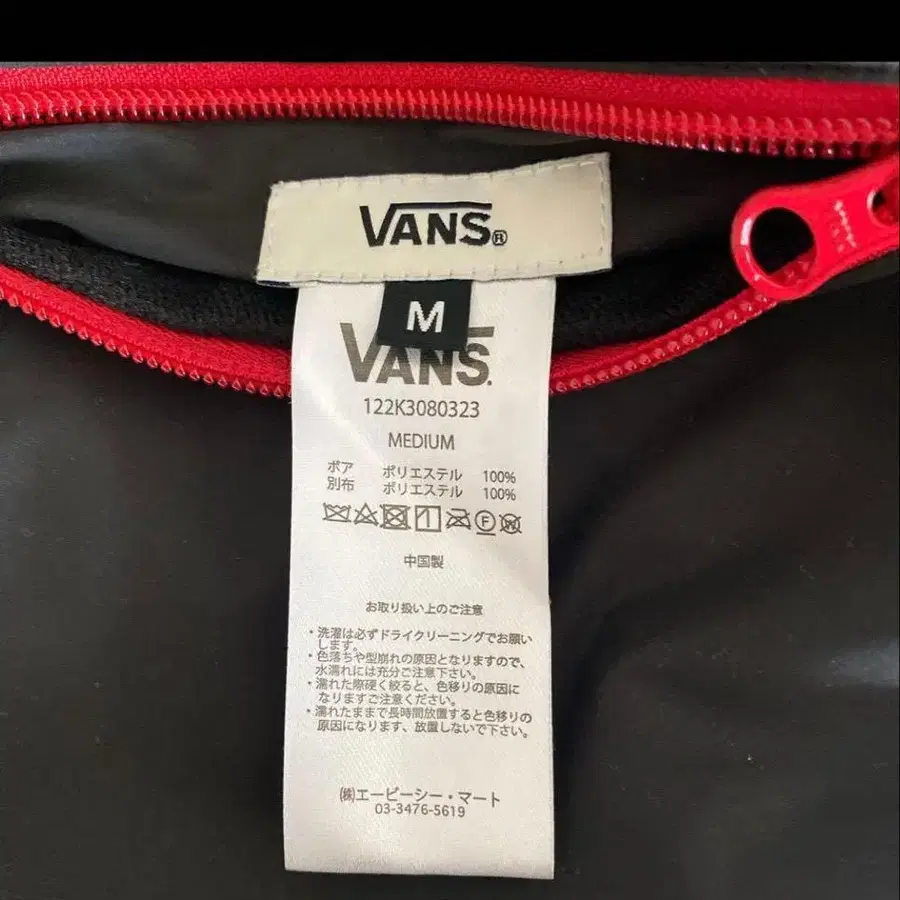 VANS®
M
VANS.
122K3080323
MEDIUM
ボア ポリエステル 100%
別布 ポリエステル 100%
中国製
お取り扱い上のご注意
・洗濯は必ずドライクリーニングでお願い
します。
・色落ちや型崩れの原因となりますので、
水濡れには充分ご注意下さい。
・濡れた際硬く絞ると、色移りの原因に
なりますご注意ください。
・濡れたままで長時間放置すると色移りの
原因になります、放置しないで下さい。
㈱エービーシー・マート
03-3476-5619